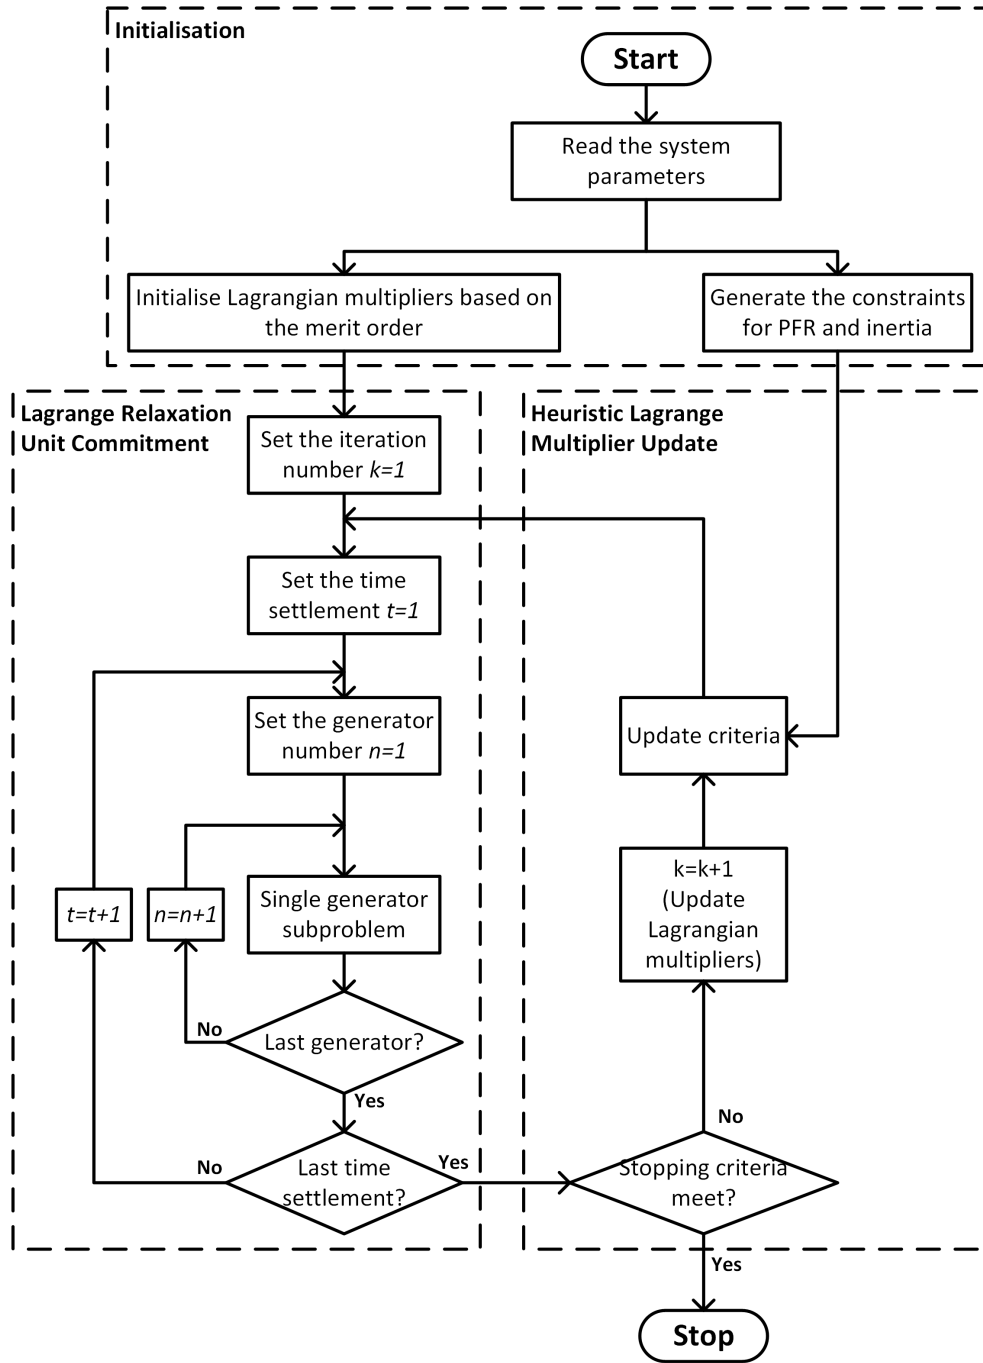 Initialisation
Start
Read the system
parameters
Initialise Lagrangian multipliers based on
the merit order
Generate the constraints
for PFR and inertia
Lagrange Relaxation
Unit Commitment
Heuristic Lagrange
Multiplier Update
Set the iteration
number k=1
Set the time
settlement t=1
Set the generator
number n=1
Update criteria
Single generator
subproblem
t=t+1
n=n+1
k=k+1
(Update
Lagrangian
multipliers)
No
Last generator?
Yes
No
Last time
settlement?
Yes
No
Stopping criteria
meet?
Yes
Stop